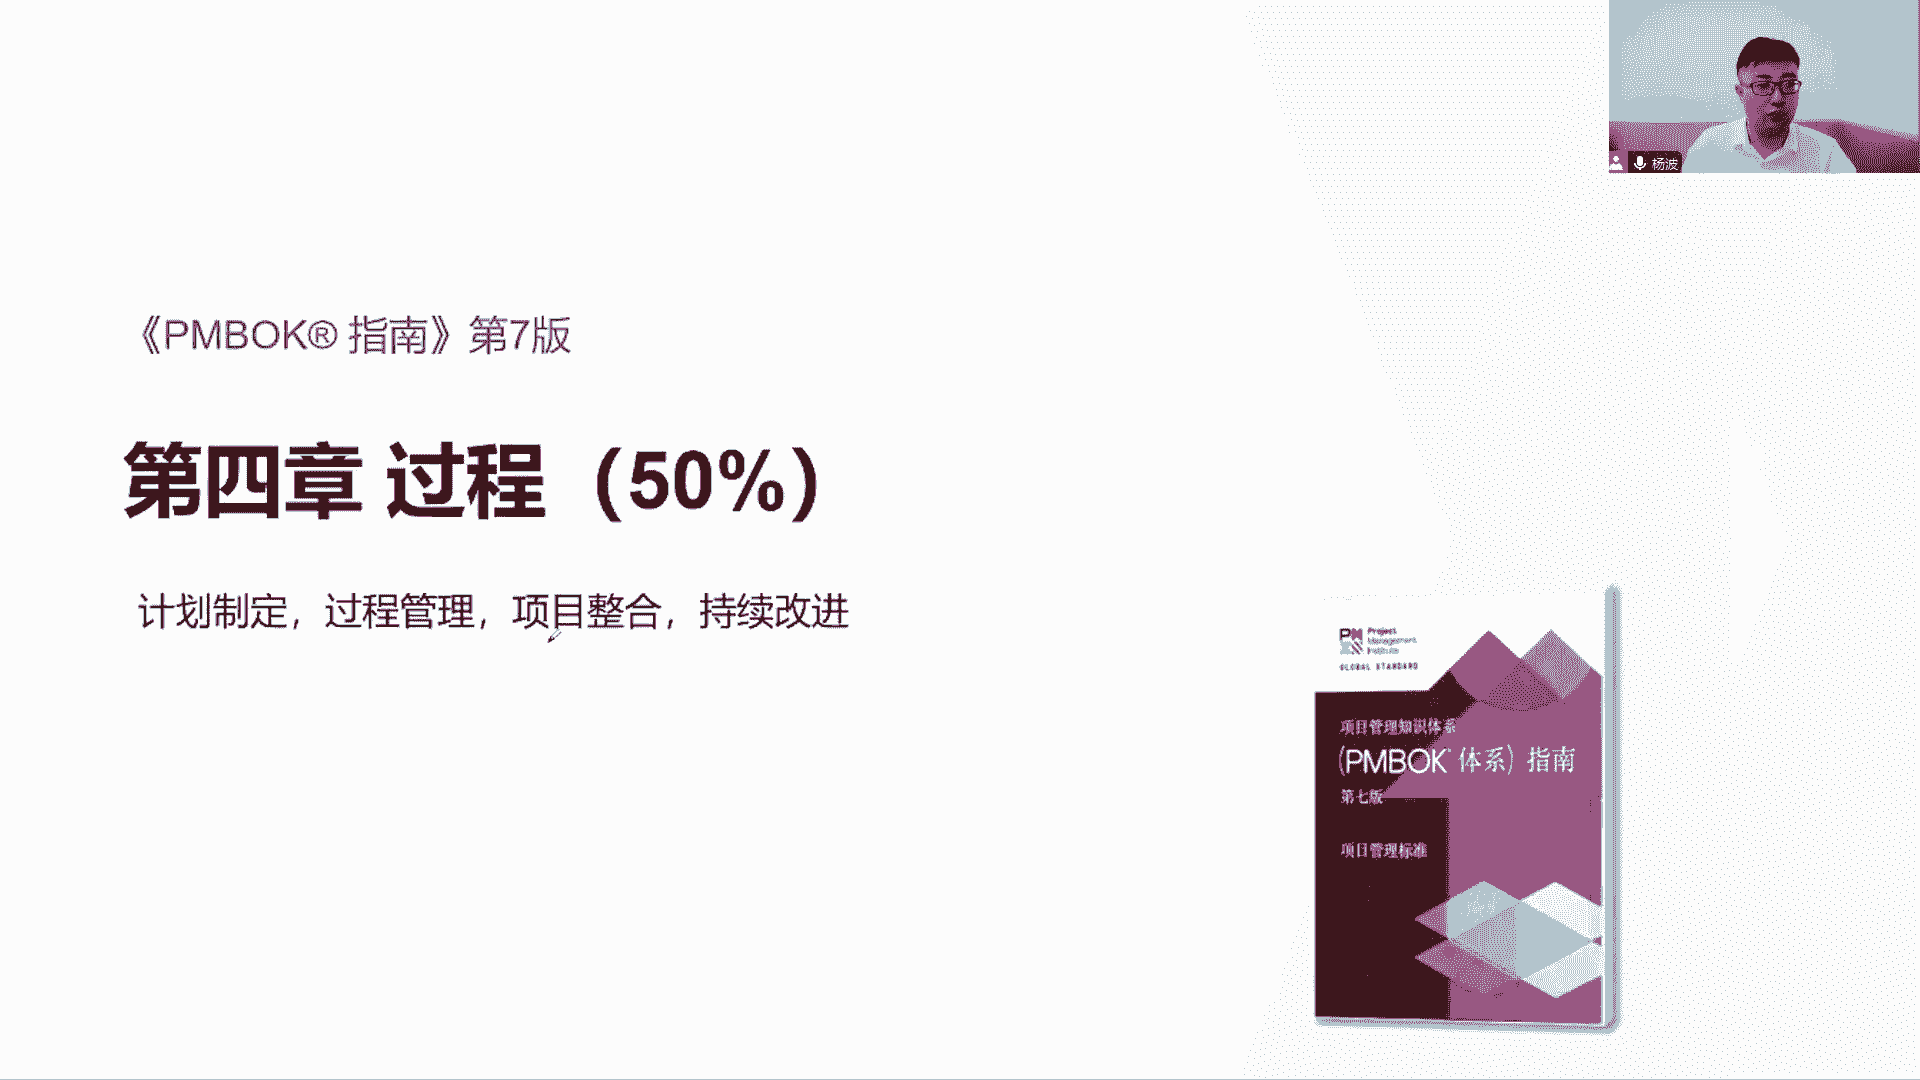 杨波
《PMBOK® 指南》第7版
第四章 过程（50%）
计划制定，过程管理，项目整合，持续改进
Project
Management
Institute
GLOBAL STANDARD
项目管理知识体系
(PMBOK 体系) 指南
第七版
项目管理标准